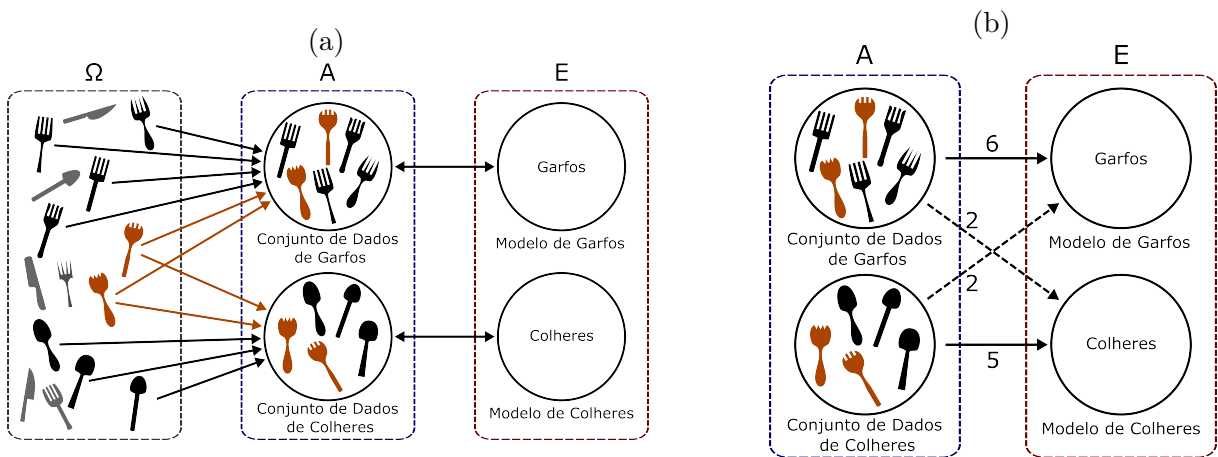 (a)
Ω
A
E
Garfos
Conjunto de Dados
de Garfos
Modelo de Garfos
Colheres
Conjunto de Dados
de Colheres
Modelo de Colheres
(b)
A
E
6
Garfos
2
Conjunto de Dados
de Garfos
Modelo de Garfos
2
Colheres
5
Conjunto de Dados
de Colheres
Modelo de Colheres